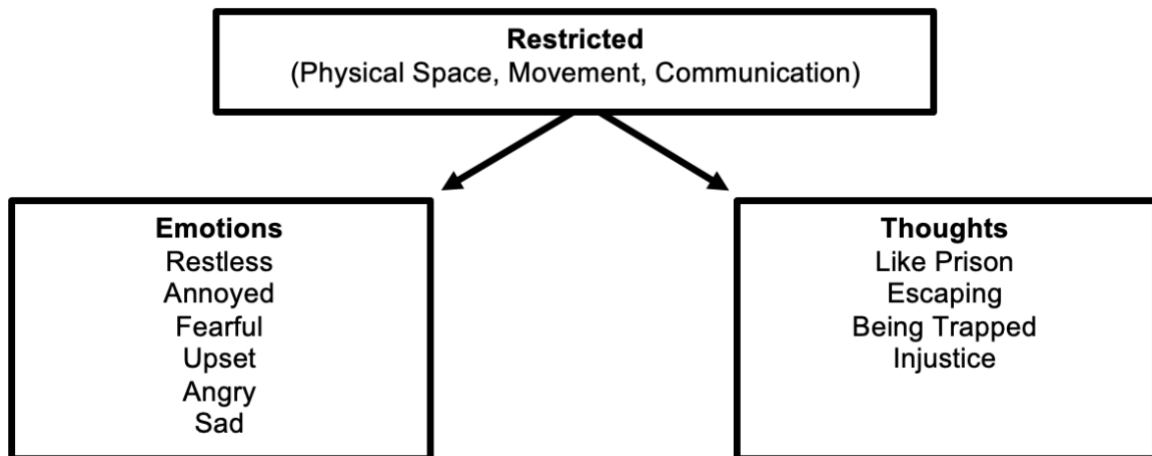 Restricted
(Physical Space, Movement, Communication)
Emotions
Restless
Annoyed
Fearful
Upset
Angry
Sad
Thoughts
Like Prison
Escaping
Being Trapped
Injustice